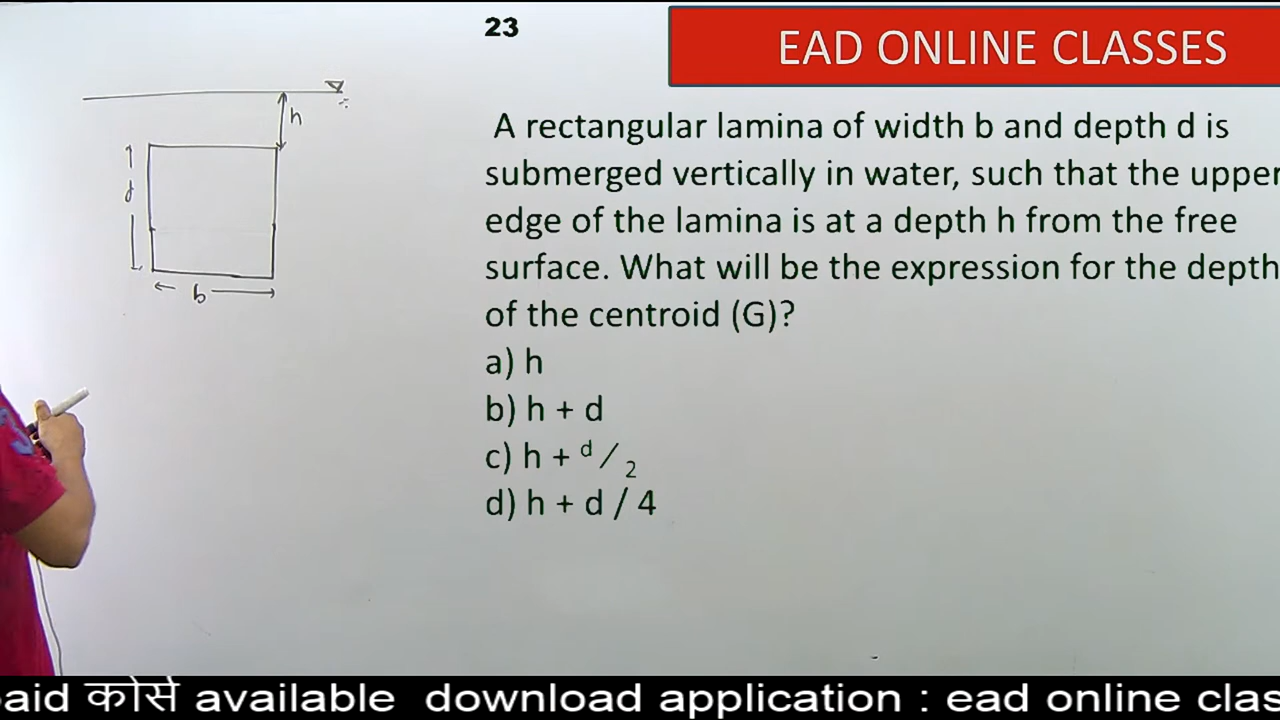 23
EAD ONLINE CLASSES
h
d
b
A rectangular lamina of width b and depth d is
submerged vertically in water, such that the upper
edge of the lamina is at a depth h from the free
surface. What will be the expression for the depth
of the centroid (G)?
a) h
b) h + d
c) h + d / 2
d) h + d / 4
paid कोर्स available download application : ead online clas